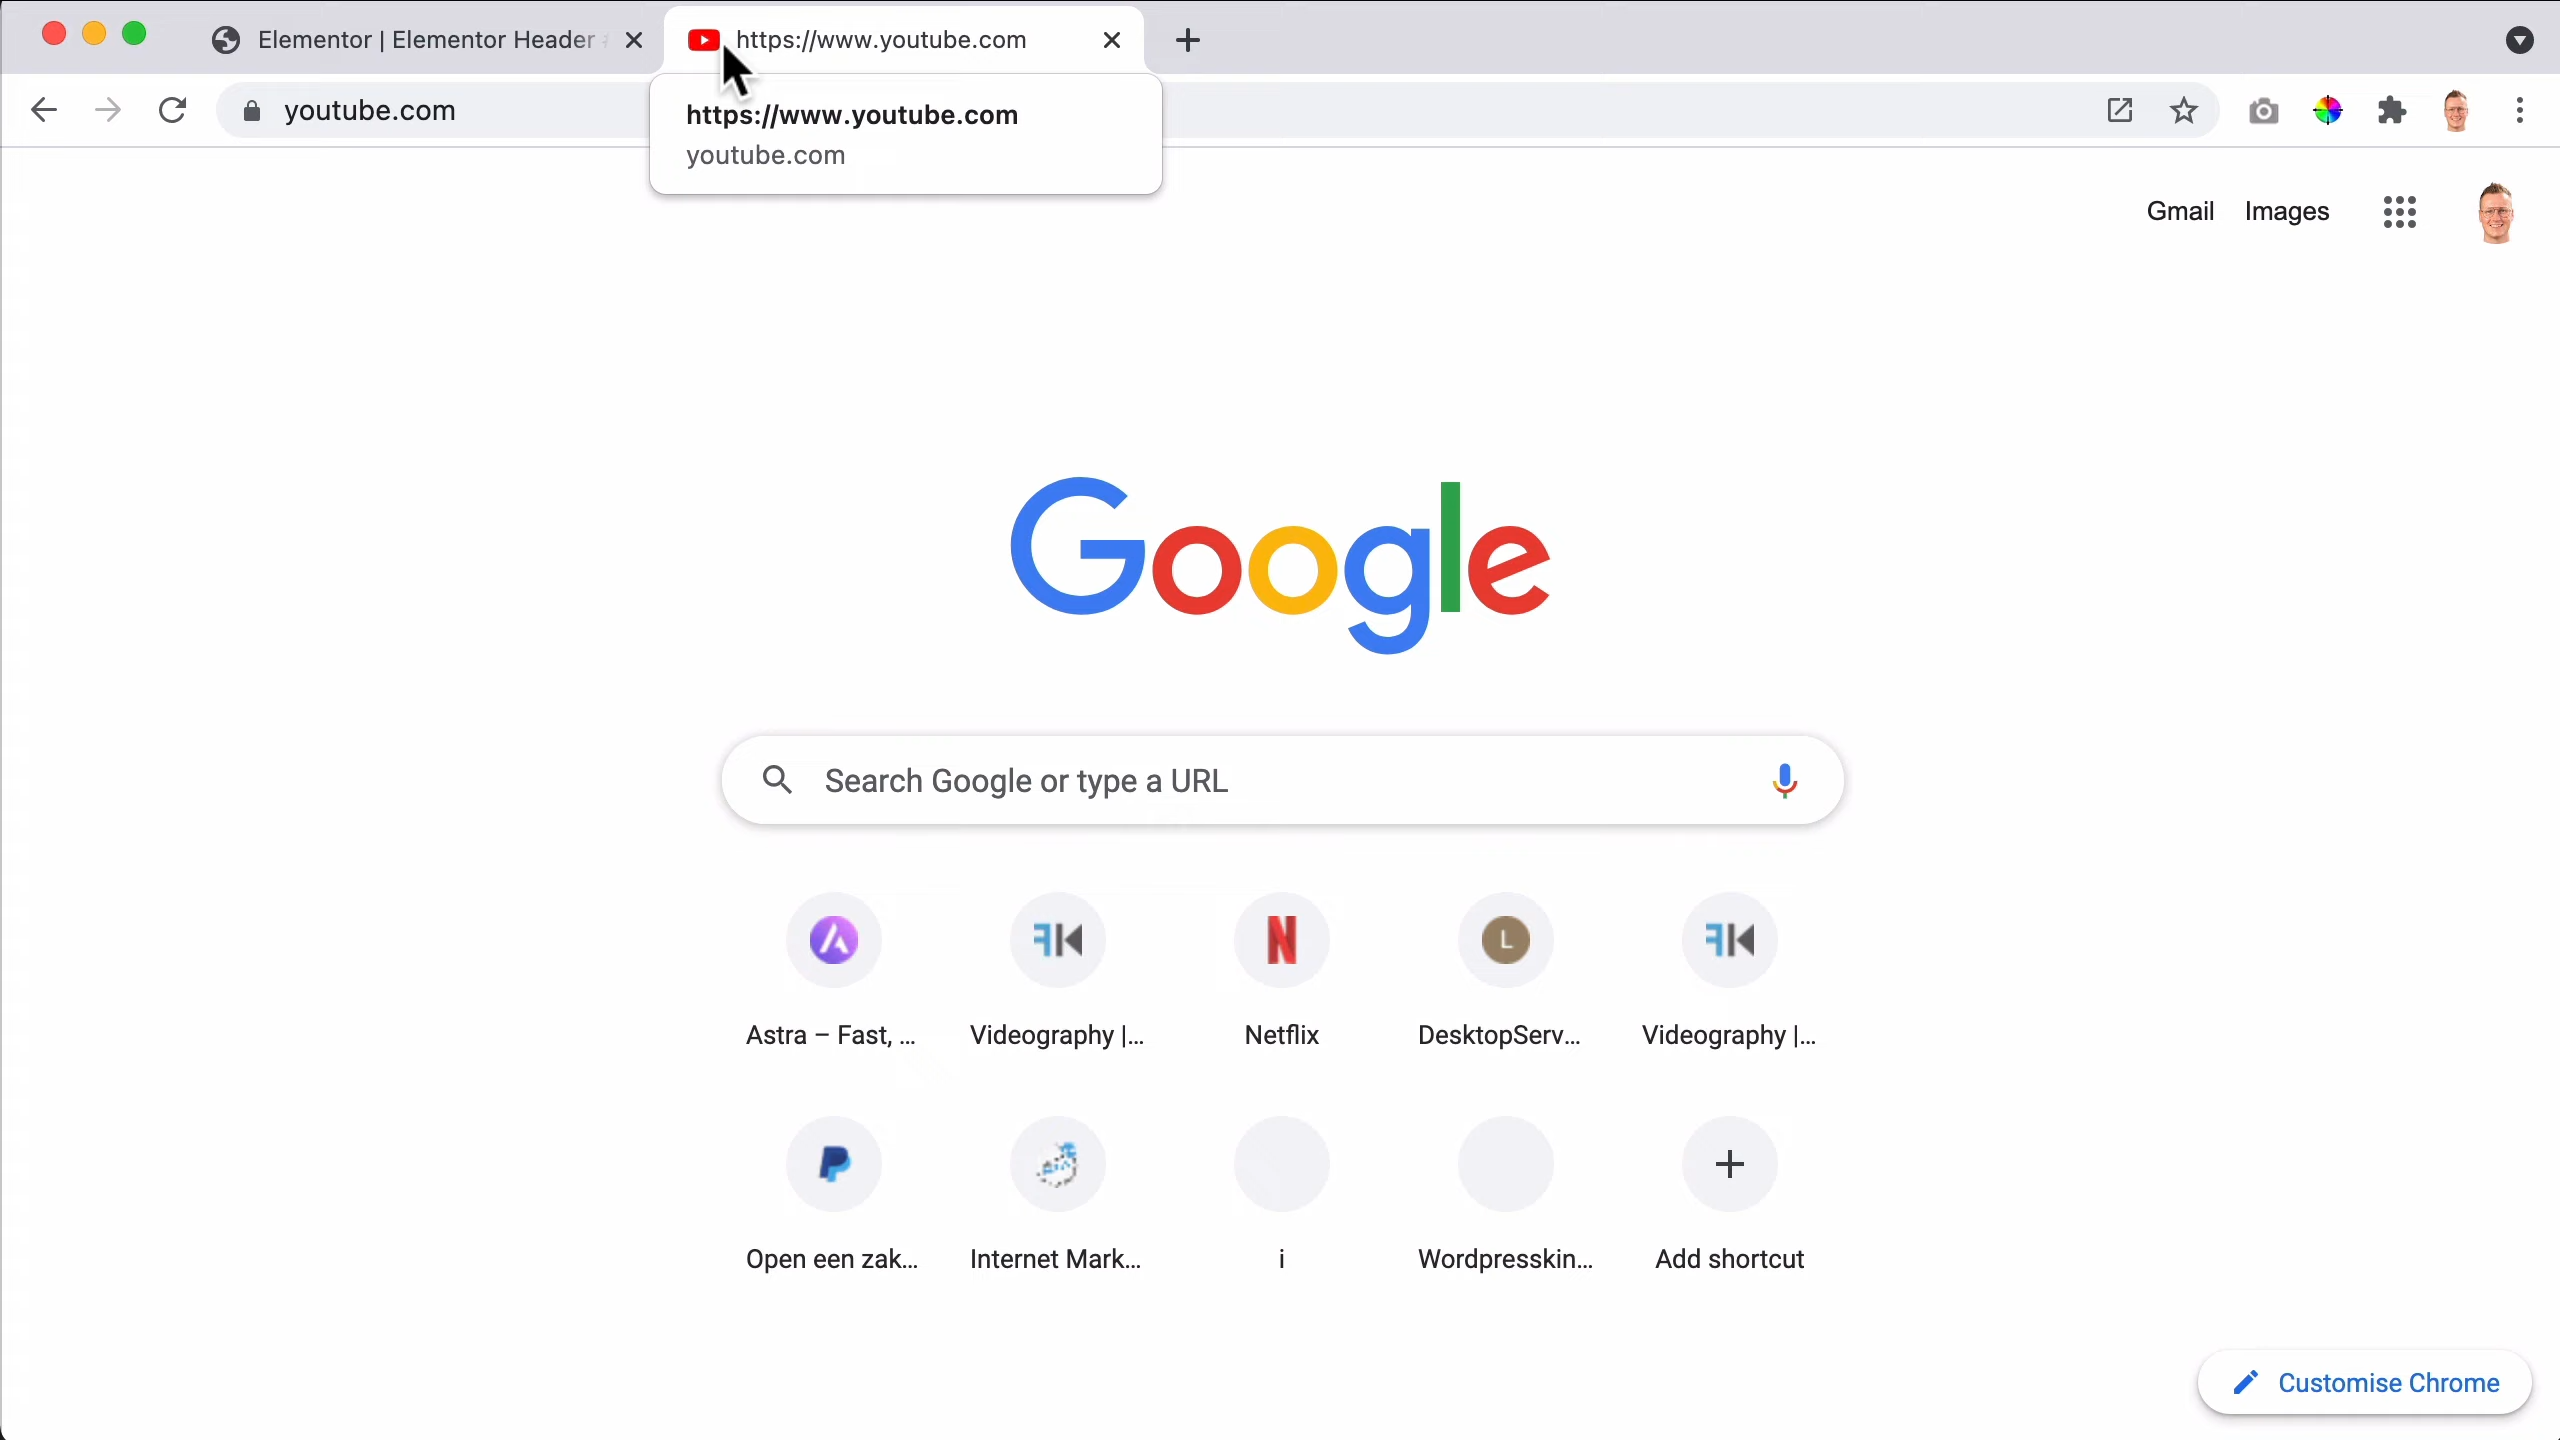 Elementor | Elementor Header
https://www.youtube.com
youtube.com
https://www.youtube.com
youtube.com
Gmail
Images
Google
Search Google or type a URL
L
Astra – Fast, ...
Videography |...
Netflix
DesktopServ...
Videography |...
Open een zak...
Internet Mark...
i
Wordpresskin...
Add shortcut
Customise Chrome